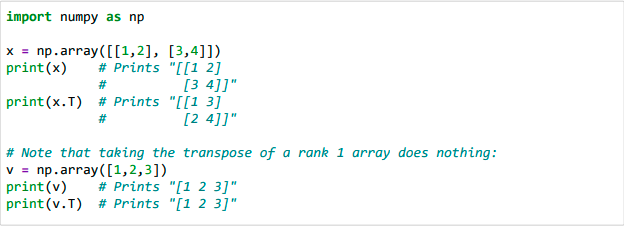 import numpy as np
x = np.array([[1,2], [3,4]])
print(x)    # Prints "[[1 2]
            #          [3 4]]"
print(x.T)  # Prints "[[1 3]
            #          [2 4]]"
# Note that taking the transpose of a rank 1 array does nothing:
v = np.array([1,2,3])
print(v)    # Prints "[1 2 3]"
print(v.T)  # Prints "[1 2 3]"